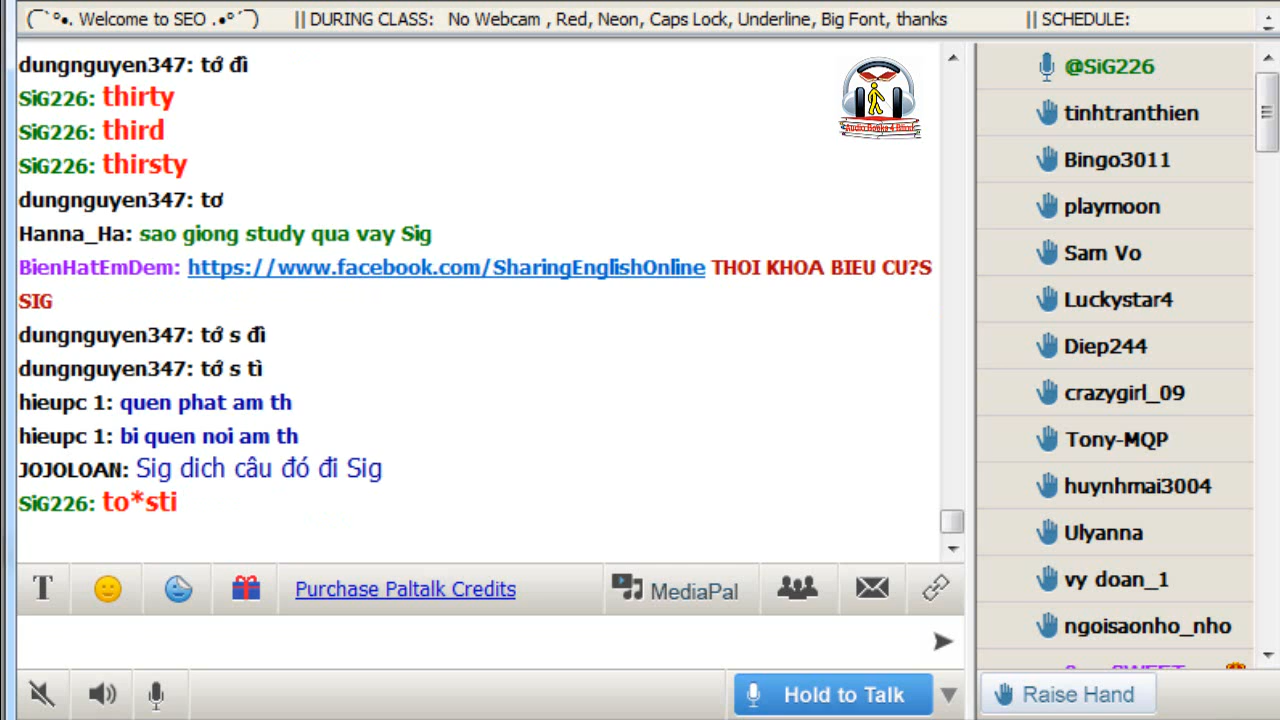 (¯`°•. Welcome to SEO .•°´¯) || DURING CLASS: No Webcam , Red, Neon, Caps Lock, Underline, Big Font, thanks || SCHEDULE:
dungnguyen347: tớ đì
SiG226: thirty
SiG226: third
SiG226: thirsty
dungnguyen347: tơ
Hanna_Ha: sao giong study qua vay Sig
BienHatEmDem: https://www.facebook.com/SharingEnglishOnline THOI KHOA BIEU CU?S
SIG
dungnguyen347: tớ s đì
dungnguyen347: tớ s tì
hieupc 1: quen phat am th
hieupc 1: bi quen noi am th
JOJOLOAN: Sig dich câu đó đi Sig
SiG226: to*sti
T
Purchase Paltalk Credits
MediaPal
Hold to Talk
@SiG226
tinhtranthien
Bingo3011
playmoon
Sam Vo
Luckystar4
Diep244
crazygirl_09
Tony-MQP
huynhmai3004
Ulyanna
vy doan_1
ngoisaonho_nho
Raise Hand